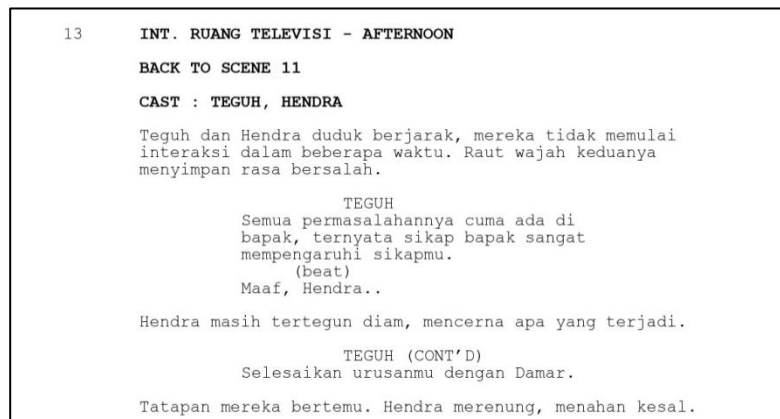 13 INT. RUANG TELEVISI - AFTERNOON
BACK TO SCENE 11
CAST : TEGUH, HENDRA
Teguh dan Hendra duduk berjarak, mereka tidak memulai
interaksi dalam beberapa waktu. Raut wajah keduanya
menyimpan rasa bersalah.
TEGUH
Semua permasalahannya cuma ada di
bapak, ternyata sikap bapak sangat
mempengaruhi sikapmu.
(beat)
Maaf, Hendra..
Hendra masih tertegun diam, mencerna apa yang terjadi.
TEGUH (CONT'D)
Selesaikan urusanmu dengan Damar.
Tatapan mereka bertemu. Hendra merenung, menahan kesal.